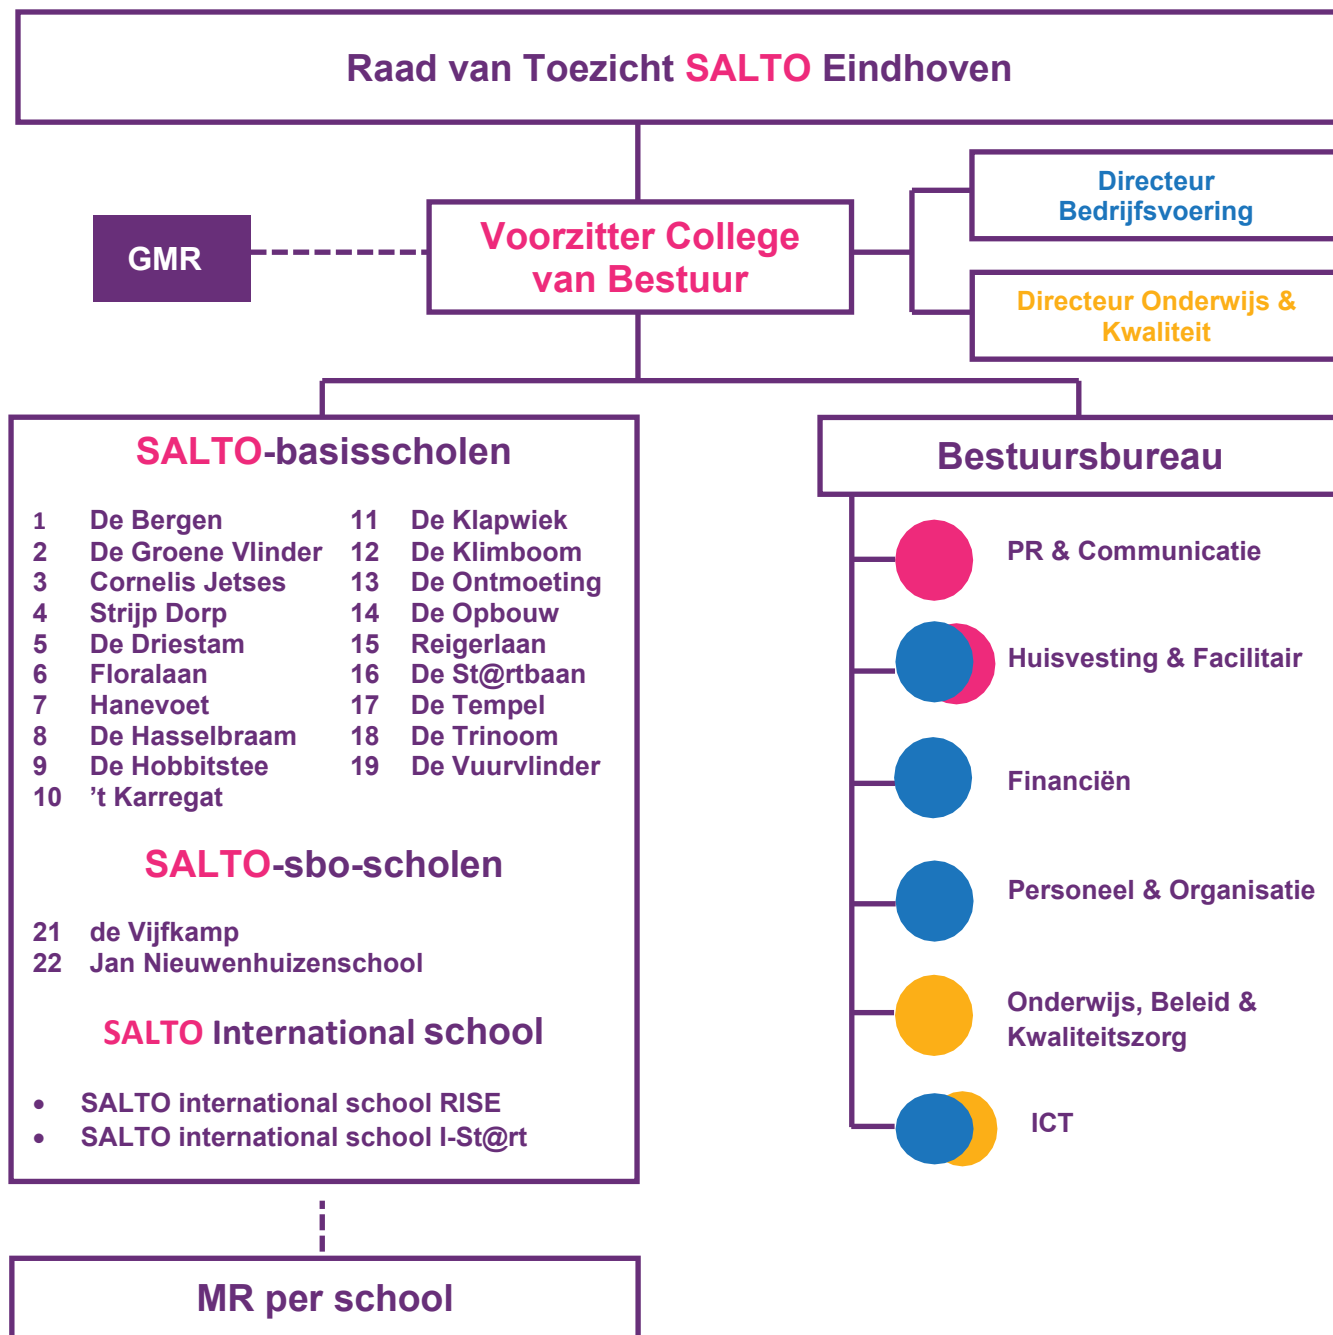 Raad van Toezicht SALTO Eindhoven
Directeur
Bedrijfsvoering
GMR
Voorzitter College
van Bestuur
Directeur Onderwijs &
Kwaliteit
SALTO-basisscholen
1 De Bergen
2 De Groene Vlinder
3 Cornelis Jetses
4 Strijp Dorp
5 De Driestam
6 Floralaan
7 Hanevoet
8 De Hasselbraam
9 De Hobbitstee
10 ’t Karregat
11 De Klapwiek
12 De Klimboom
13 De Ontmoeting
14 De Opbouw
15 Reigerlaan
16 De St@rtbaan
17 De Tempel
18 De Trinoom
19 De Vuurvlinder
SALTO-sbo-scholen
21 de Vijfkamp
22 Jan Nieuwenhuizenschool
SALTO International school
• SALTO international school RISE
• SALTO international school I-St@rt
MR per school
Bestuursbureau
PR & Communicatie
Huisvesting & Facilitair
Financiën
Personeel & Organisatie
Onderwijs, Beleid &
Kwaliteitszorg
ICT